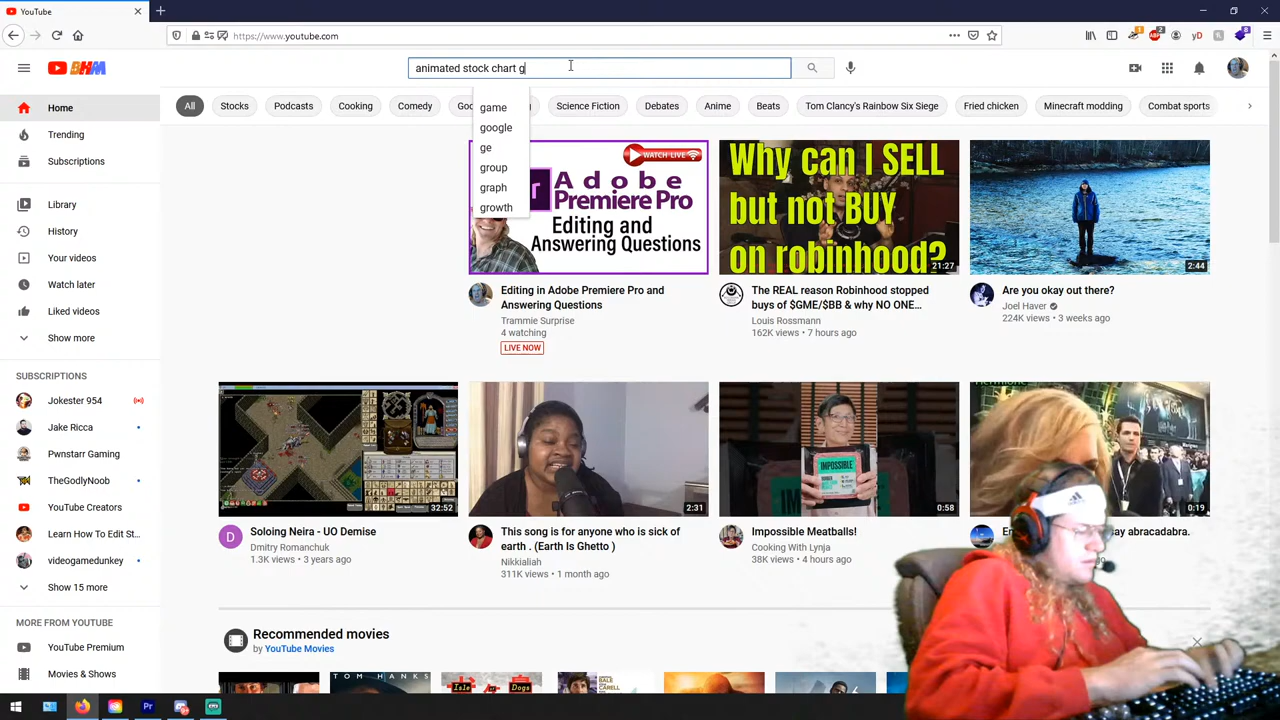 YouTube
https://www.youtube.com
BHM
animated stock chart g
game
google
ge
group
graph
growth
All
Stocks
Podcasts
Cooking
Comedy
Science Fiction
Debates
Anime
Beats
Tom Clancy's Rainbow Six Siege
Fried chicken
Minecraft modding
Combat sports
Home
Trending
Subscriptions
Library
History
Your videos
Watch later
Liked videos
Show more
SUBSCRIPTIONS
Jokester 954
Jake Ricca
Pwnstarr Gaming
TheGodlyNoob
YouTube Creators
Learn How To Edit St...
videogamedunkey
Show 15 more
MORE FROM YOUTUBE
YouTube Premium
Movies & Shows
WATCH LIVE
Adobe
Premiere Pro
Editing and
Answering Questions
Editing in Adobe Premiere Pro and
Answering Questions
Trammie Surprise
4 watching
LIVE NOW
Why can I SELL
but not BUY
on robinhood?
21:27
The REAL reason Robinhood stopped
buys of $GME/$BB & why NO ONE...
Louis Rossmann
162K views • 7 hours ago
2:44
Are you okay out there?
Joel Haver
224K views • 3 weeks ago
32:52
D
Soloing Neira - UO Demise
Dmitry Romanchuk
1.3K views • 3 years ago
2:31
This song is for anyone who is sick of
earth . (Earth Is Ghetto )
Nikkialiah
311K views • 1 month ago
IMPOSSIBLE
0:58
Impossible Meatballs!
Cooking With Lynja
38K views • 4 hours ago
0:19
say abracadabra.
Recommended movies
by YouTube Movies
TOM HANKS
Isle
of
Dogs